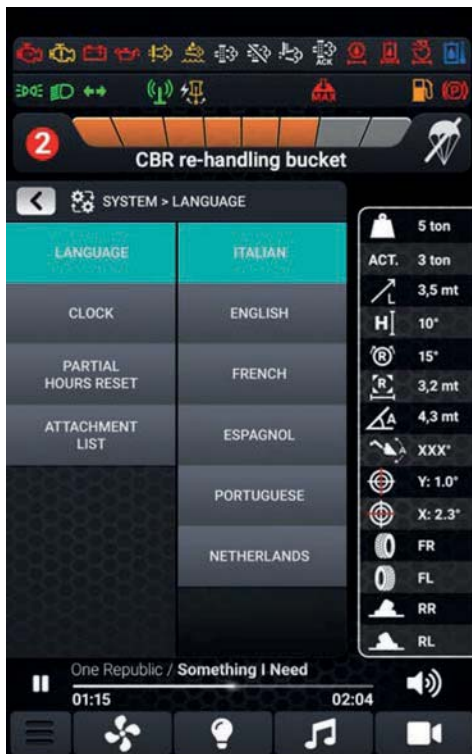 ACK
MAX
(P)
2
CBR re-handling bucket
SYSTEM > LANGUAGE
LANGUAGE
ITALIAN
CLOCK
ENGLISH
PARTIAL
HOURS RESET
FRENCH
ATTACHMENT
LIST
ESPAGNOL
PORTUGUESE
NETHERLANDS
5 ton
ACT. 3 ton
L 3,5 mt
H 10°
R 15°
R 3,2 mt
A 4,3 mt
A XXX°
Y: 1.0°
X: 2.3°
FR
FL
RR
RL
One Republic / Something I Need
01:15 02:04